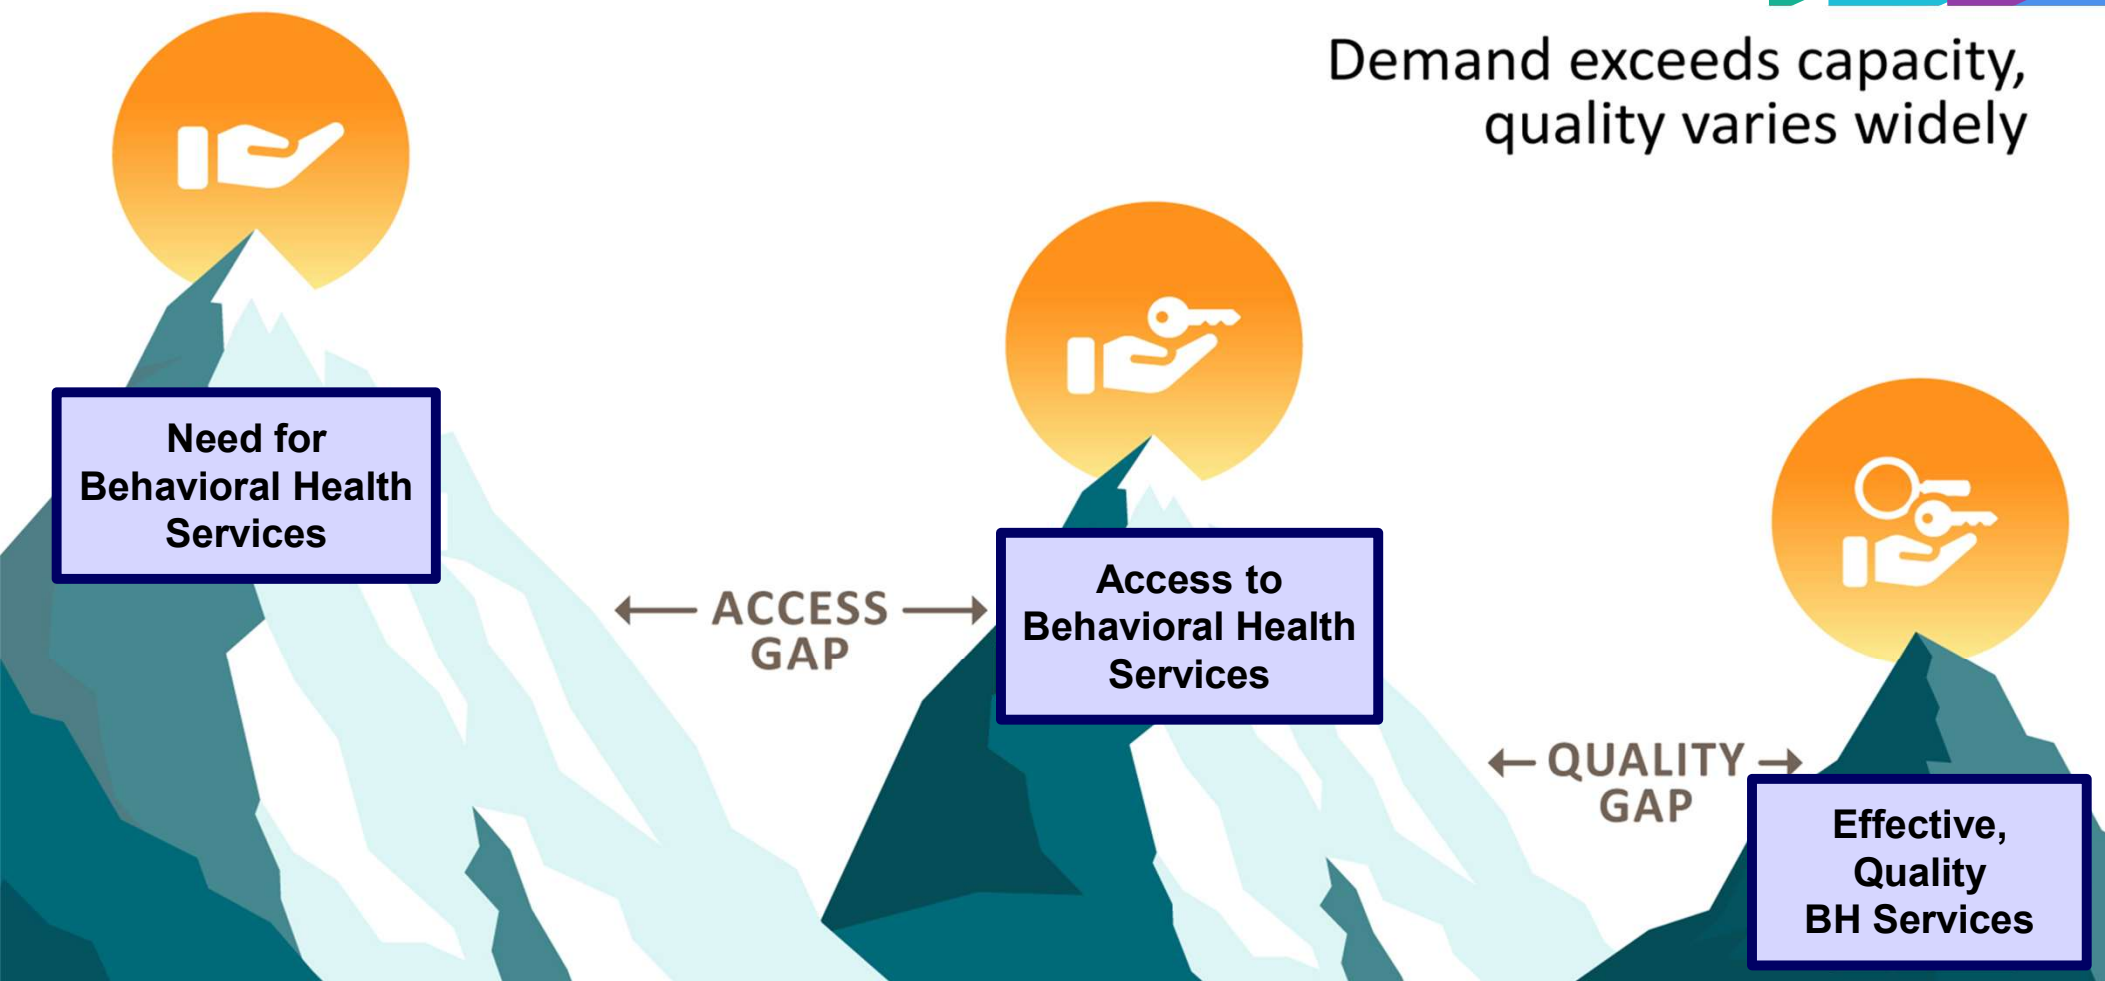 Demand exceeds capacity,
quality varies widely
Need for
Behavioral Health
Services
ACCESS
GAP
Access to
Behavioral Health
Services
QUALITY
GAP
Effective,
Quality
BH Services